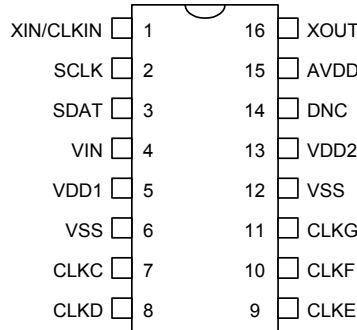 XIN/CLKIN 1 16 XOUT
SCLK 2 15 AVDD
SDAT 3 14 DNC
VIN 4 13 VDD2
VDD1 5 12 VSS
VSS 6 11 CLKG
CLKC 7 10 CLKF
CLKD 8 9 CLKE